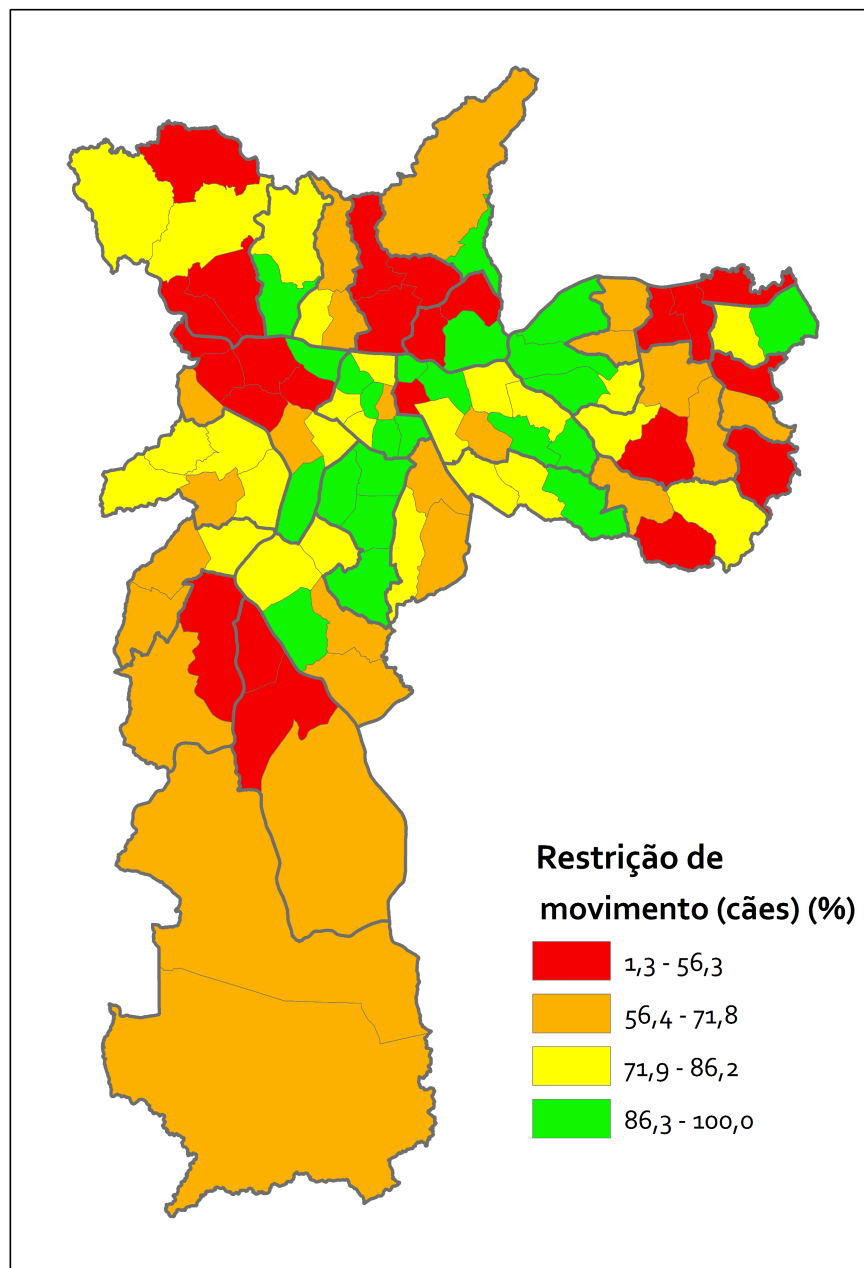 Restrição de
movimento (cães) (%)
1,3 - 56,3
56,4 - 71,8
71,9 - 86,2
86,3 - 100,0